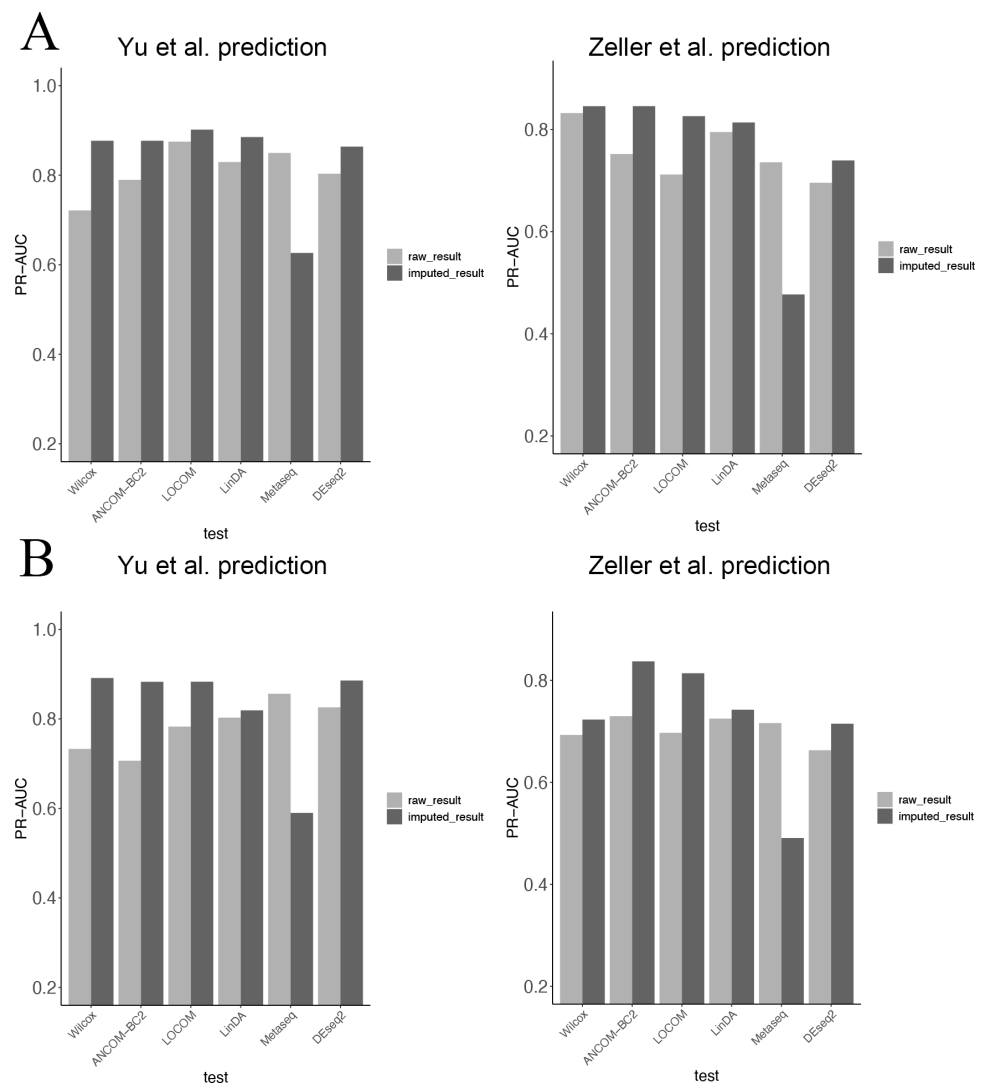 A
Yu et al. prediction
Zeller et al. prediction
1.0
0.8
0.6
0.4
0.2
PR−AUC
Wilcox
ANCOM−BC2
LOCOM
LinDA
Metaseq
DEseq2
test
raw_result
imputed_result
0.8
0.6
0.4
0.2
PR−AUC
Wilcox
ANCOM−BC2
LOCOM
LinDA
Metaseq
DEseq2
test
raw_result
imputed_result
B
Yu et al. prediction
Zeller et al. prediction
1.0
0.8
0.6
0.4
0.2
PR−AUC
Wilcox
ANCOM−BC2
LOCOM
LinDA
Metaseq
DEseq2
test
raw_result
imputed_result
0.8
0.6
0.4
0.2
PR−AUC
Wilcox
ANCOM−BC2
LOCOM
LinDA
Metaseq
DEseq2
test
raw_result
imputed_result